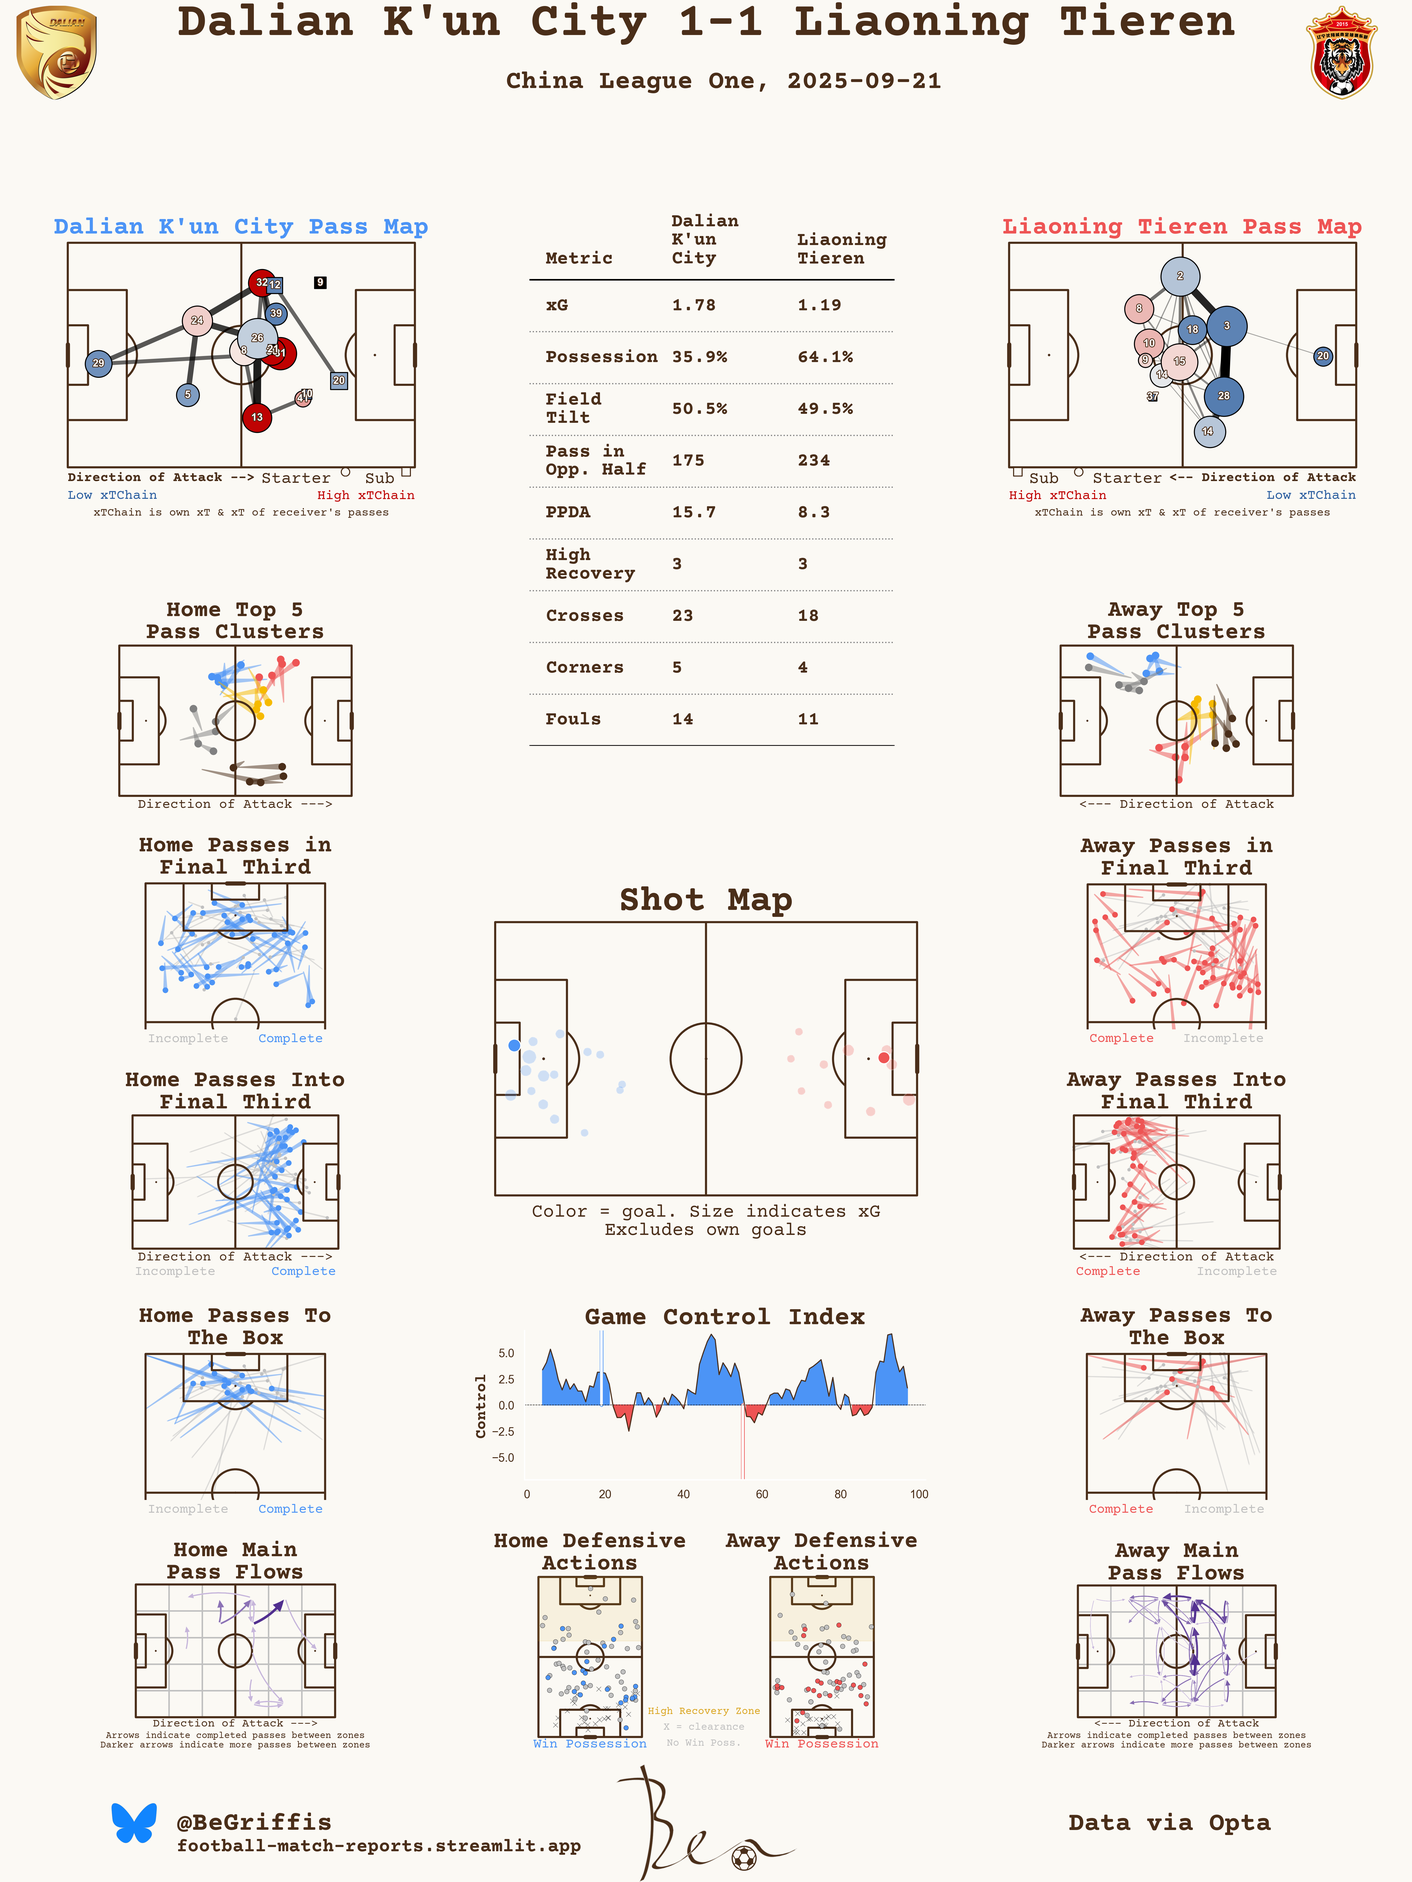 Dalian K'un City 1-1 Liaoning Tieren
China League One, 2025-09-21
DALIAN
2015
Dalian K'un City Pass Map
32
12
9
24
39
26
8
21
31
29
20
5
10
13
Direction of Attack --> Starter Sub
Low xTChain High xTChain
xTChain is own xT & xT of receiver's passes
Metric Dalian K'un City Liaoning Tieren
xG 1.78 1.19
Possession 35.9% 64.1%
Field Tilt 50.5% 49.5%
Pass in Opp. Half 175 234
PPDA 15.7 8.3
High Recovery 3 3
Crosses 23 18
Corners 5 4
Fouls 14 11
Liaoning Tieren Pass Map
2
8
18
3
10
9
15
20
14
37
28
14
Sub Starter <-- Direction of Attack
High xTChain Low xTChain
xTChain is own xT & xT of receiver's passes
Home Top 5
Pass Clusters
Direction of Attack --->
Away Top 5
Pass Clusters
<--- Direction of Attack
Home Passes in
Final Third
Incomplete Complete
Away Passes in
Final Third
Complete Incomplete
Shot Map
Color = goal. Size indicates xG
Excludes own goals
Home Passes Into
Final Third
Direction of Attack --->
Incomplete Complete
Away Passes Into
Final Third
<--- Direction of Attack
Complete Incomplete
Home Passes To
The Box
Incomplete Complete
Game Control Index
Control
5.0
2.5
0.0
−2.5
−5.0
0 20 40 60 80 100
Away Passes To
The Box
Complete Incomplete
Home Main
Pass Flows
Direction of Attack --->
Arrows indicate completed passes between zones
Darker arrows indicate more passes between zones
Home Defensive
Actions
Win Possession
High Recovery Zone
X = clearance
No Win Poss.
Away Defensive
Actions
Win Possession
Away Main
Pass Flows
<--- Direction of Attack
Arrows indicate completed passes between zones
Darker arrows indicate more passes between zones
@BeGriffis
football-match-reports.streamlit.app
Ben
Data via Opta